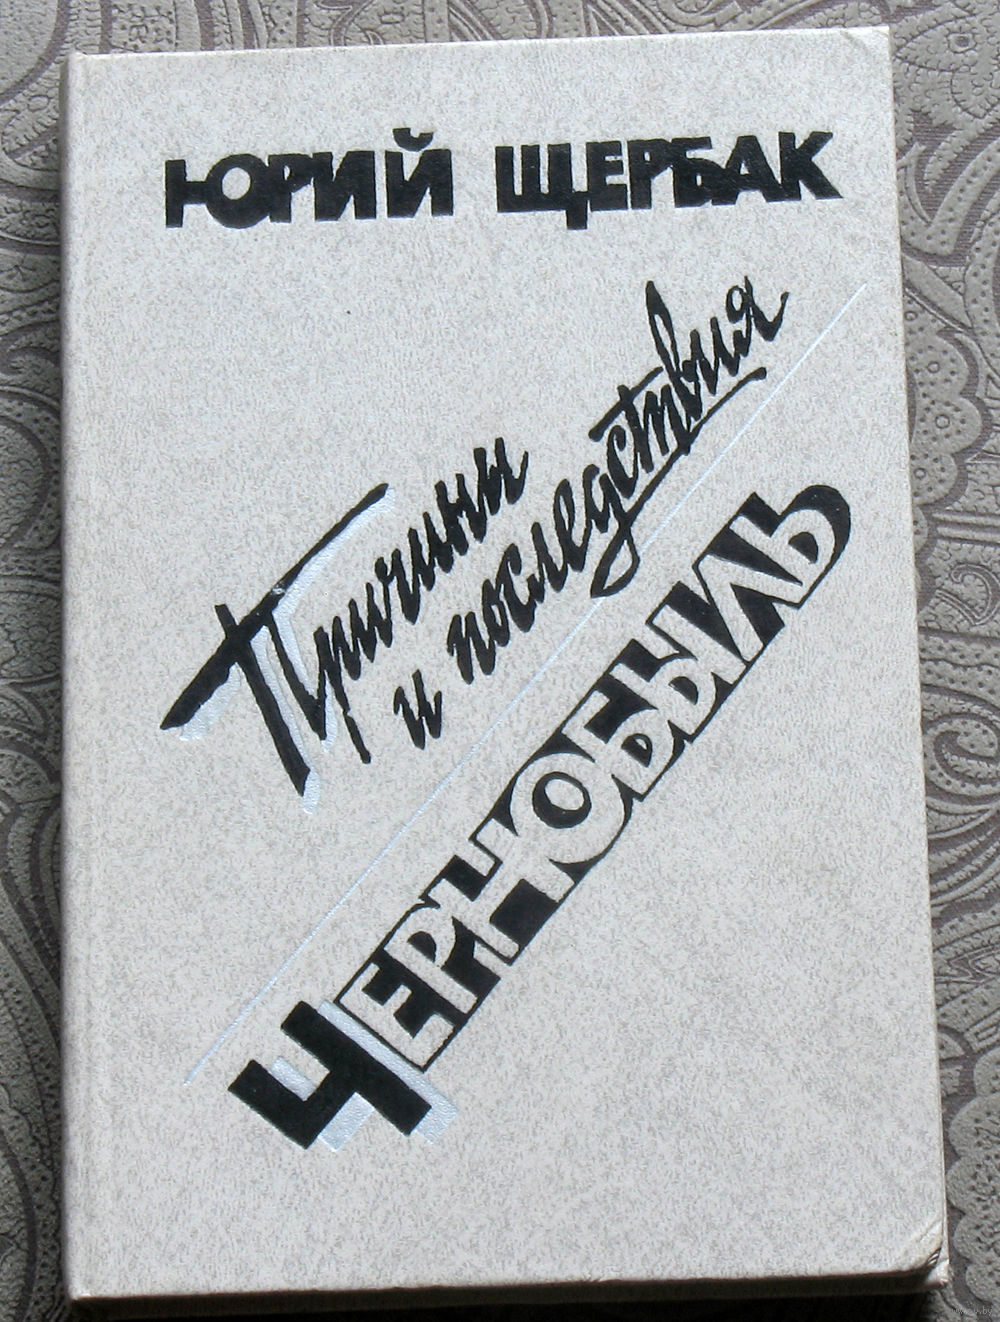 ЮРИЙ ЩЕРБАК
Причины
и последствия
ЧЕРНОБЫЛЬ